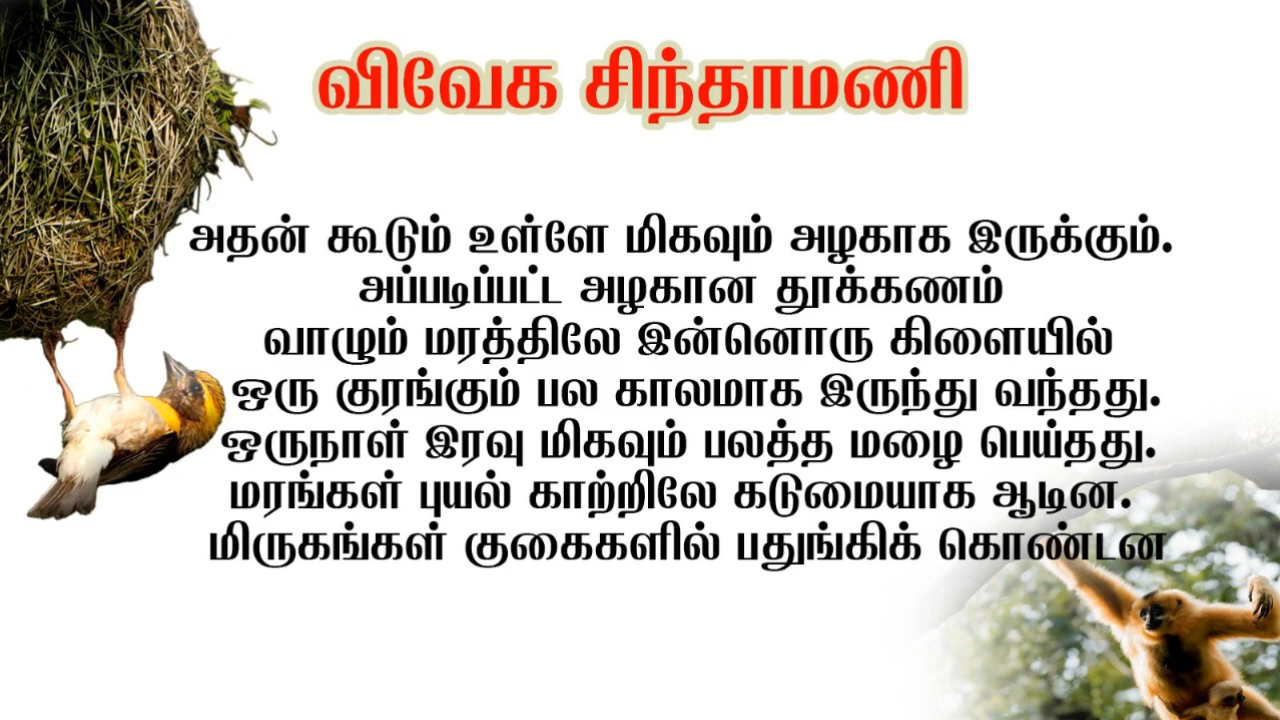 விவேக சிந்தாமணி
அதன் கூடும் உள்ளே மிகவும் அழகாக இருக்கும்.
அப்படிப்பட்ட அழகான தூக்கணம்
வாழும் மரத்திலே இன்னொரு கிளையில்
ஒரு குரங்கும் பல காலமாக இருந்து வந்தது.
ஒருநாள் இரவு மிகவும் பலத்த மழை பெய்தது.
மரங்கள் புயல் காற்றிலே கடுமையாக ஆடின.
மிருகங்கள் குகைகளில் பதுங்கிக் கொண்டன